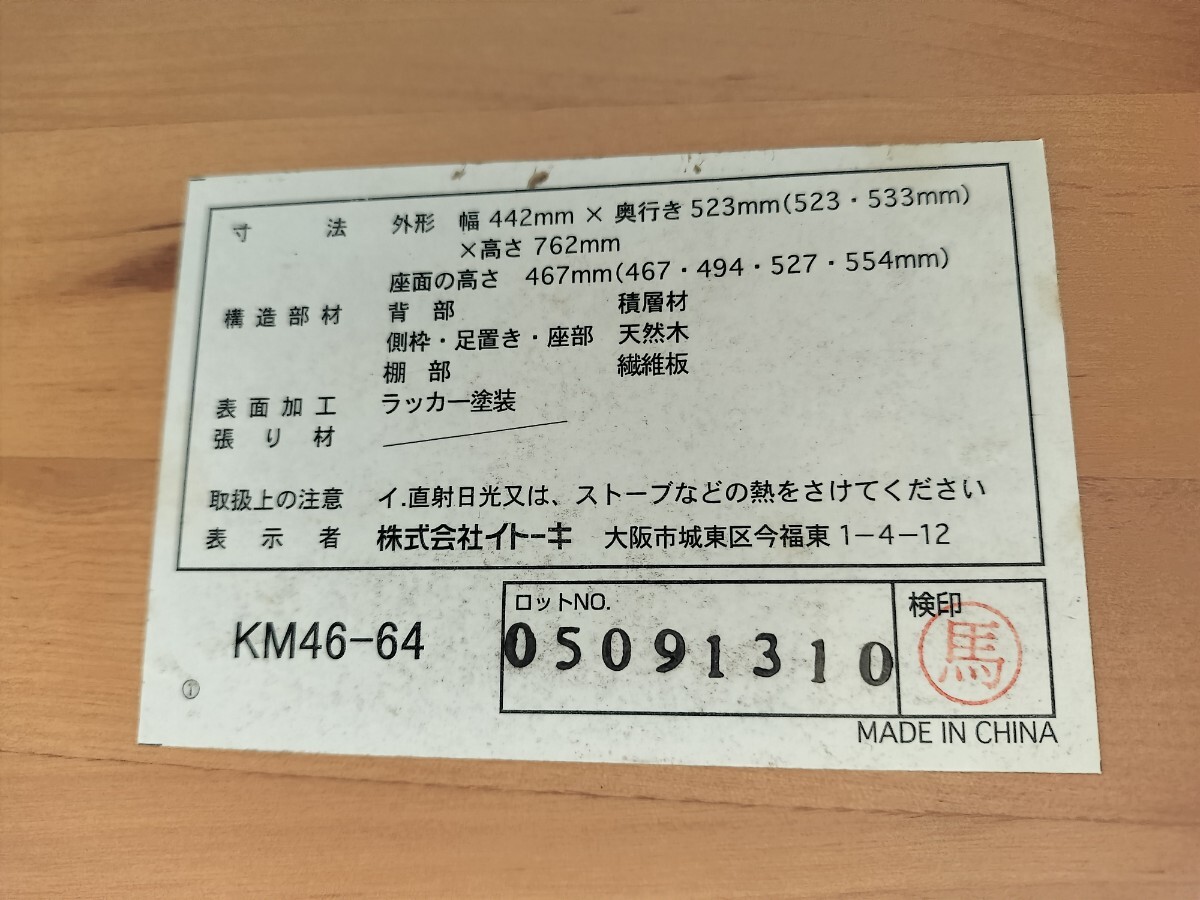 寸法 外形 幅 442mm × 奥行き 523mm(523・533mm)
×高さ 762mm
座面の高さ 467mm(467・494・527・554mm)
構造部材 背部 積層材
側枠・足置き・座部 天然木
棚部 繊維板
表面加工 ラッカー塗装
張り材
取扱上の注意 イ.直射日光又は、ストーブなどの熱をさけてください
表示者 株式会社イトーキ 大阪市城東区今福東1-4-12
KM46-64
ロットNO.
05091310
検印
馬
①
MADE IN CHINA